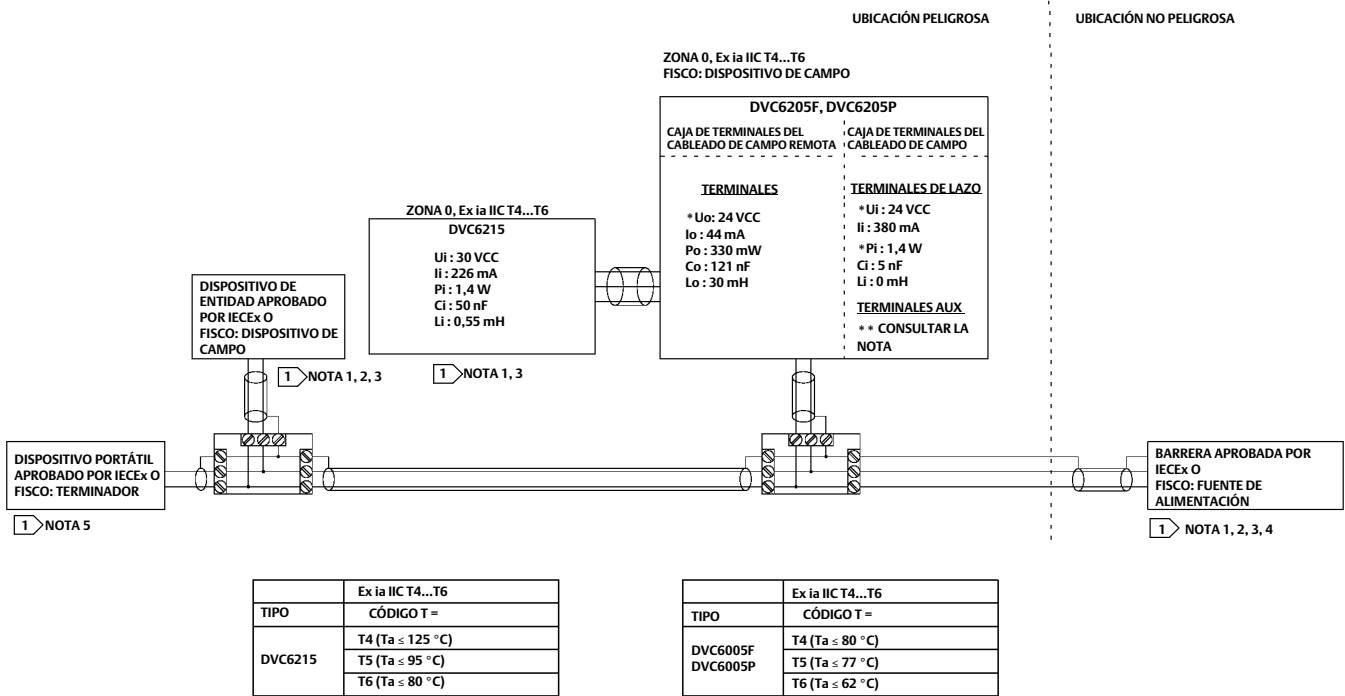 UBICACIÓN PELIGROSA
UBICACIÓN NO PELIGROSA
ZONA 0, Ex ia IIC T4...T6
FISCO: DISPOSITIVO DE CAMPO
DVC6205F, DVC6205P
CAJA DE TERMINALES DEL
CABLEADO DE CAMPO REMOTA
CAJA DE TERMINALES DEL
CABLEADO DE CAMPO
TERMINALES
*Uo: 24 VCC
Io : 44 mA
Po : 330 mW
Co : 121 nF
Lo : 30 mH
TERMINALES DE LAZO
*Ui : 24 VCC
Ii : 380 mA
*Pi : 1,4 W
Ci : 5 nF
Li : 0 mH
TERMINALES AUX
** CONSULTAR LA
NOTA
ZONA 0, Ex ia IIC T4...T6
DVC6215
Ui : 30 VCC
Ii : 226 mA
Pi : 1,4 W
Ci : 50 nF
Li : 0,55 mH
1 NOTA 1, 3
DISPOSITIVO DE
ENTIDAD APROBADO
POR IECEx O
FISCO: DISPOSITIVO DE
CAMPO
1 NOTA 1, 2, 3
DISPOSITIVO PORTÁTIL
APROBADO POR IECEx O
FISCO: TERMINADOR
1 NOTA 5
BARRERA APROBADA POR
IECEx O
FISCO: FUENTE DE
ALIMENTACIÓN
1 NOTA 1, 2, 3, 4
Ex ia IIC T4...T6
TIPO CÓDIGO T =
DVC6215
T4 (Ta ≤ 125 °C)
T5 (Ta ≤ 95 °C)
T6 (Ta ≤ 80 °C)
Ex ia IIC T4...T6
TIPO CÓDIGO T =
DVC6005F
DVC6005P
T4 (Ta ≤ 80 °C)
T5 (Ta ≤ 77 °C)
T6 (Ta ≤ 62 °C)